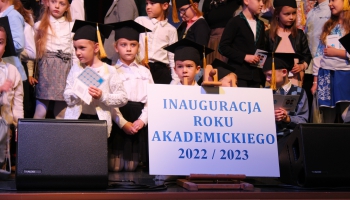 INAUGURACJA
ROKU
AKADEMICKIEGO
2022 / 2023